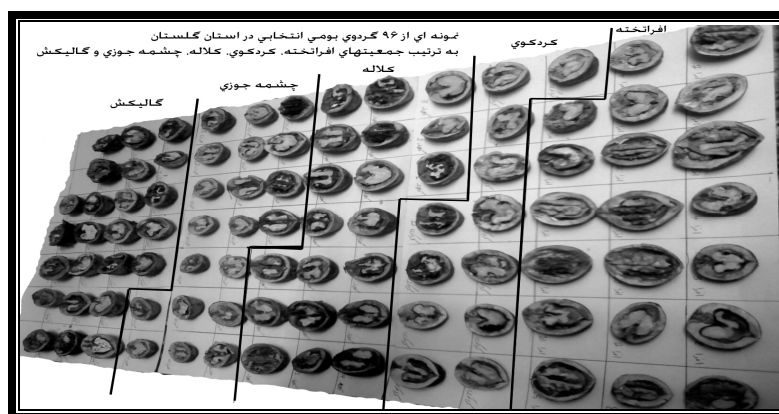 نمونه اي از ۹۶ گردوي بومي انتخابي در استان گلستان
به ترتيب جمعيتهاي افراتخته، كردكوي، كلاله، چشمه جوزي و گاليكش
افراتخته
كردكوي
كلاله
چشمه جوزي
گاليكش